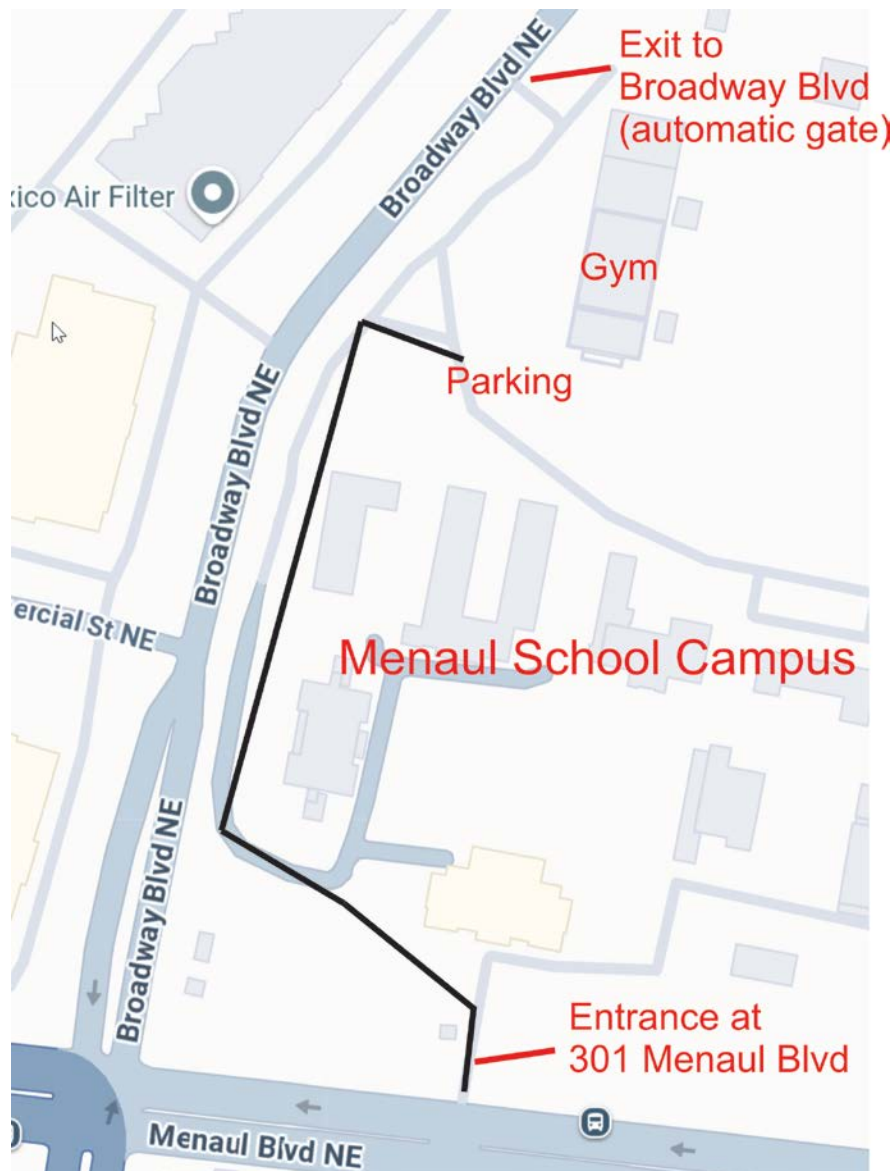 Exit to
Broadway Blvd
(automatic gate)
Broadway Blvd NE
xico Air Filter
Gym
Parking
Broadway Blvd NE
ercial St NE
Menaul School Campus
Broadway Blvd NE
Entrance at
301 Menaul Blvd
Menaul Blvd NE